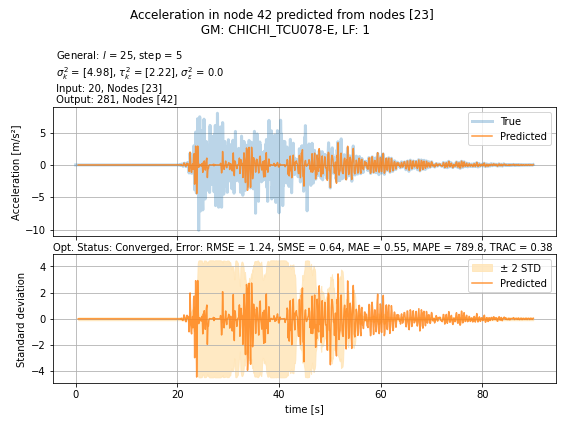 Acceleration in node 42 predicted from nodes [23]
GM: CHICHI_TCU078-E, LF: 1
General: l = 25, step = 5
σ²ₖ = [4.98], τ²ₖ = [2.22], σ²ε = 0.0
Input: 20, Nodes [23]
Output: 281, Nodes [42]
Acceleration [m/s²]
5
0
−5
−10
True
Predicted
Opt. Status: Converged, Error: RMSE = 1.24, SMSE = 0.64, MAE = 0.55, MAPE = 789.8, TRAC = 0.38
Standard deviation
4
2
0
−2
−4
± 2 STD
Predicted
0 20 40 60 80
time [s]